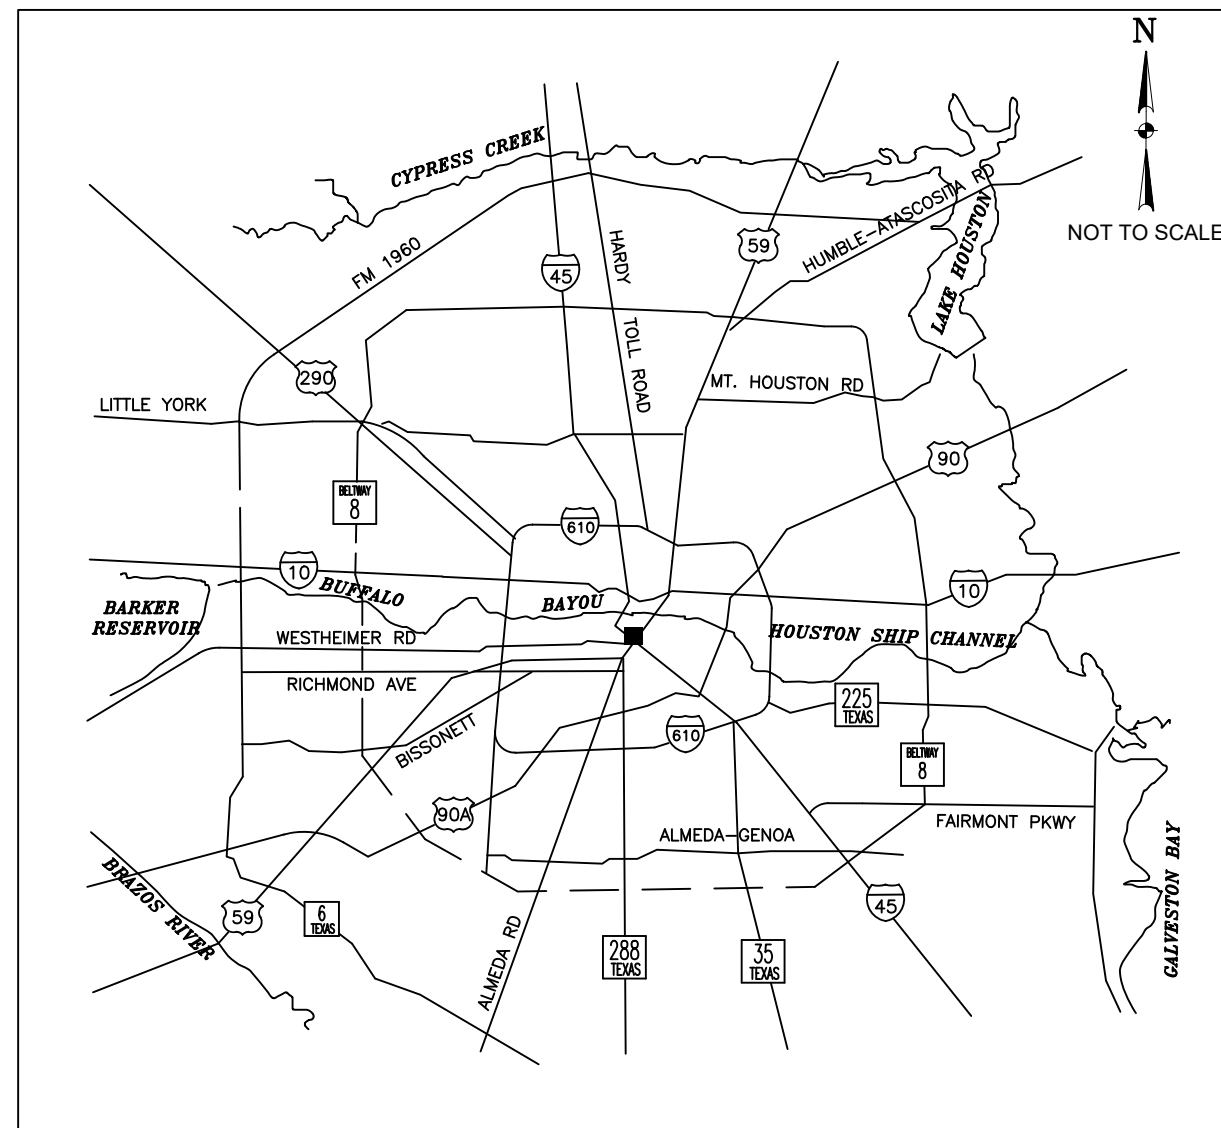 N
NOT TO SCALE
CYPRESS CREEK
HUMBLE-ATASCOSITA RD
FM 1960
HARDY
TOLL ROAD
59
45
LAKE HOUSTON
290
MT. HOUSTON RD
LITTLE YORK
90
BELTWAY
8
610
10
BUFFALO
BAYOU
10
BARKER
RESERVOIR
WESTHEIMER RD
HOUSTON SHIP CHANNEL
RICHMOND AVE
225
TEXAS
BISSONETT
610
BELTWAY
8
90A
FAIRMONT PKWY
ALMEDA-GENOA
BRAZOS RIVER
GALVESTON BAY
59
6
TEXAS
45
ALMEDA RD
288
TEXAS
35
TEXAS